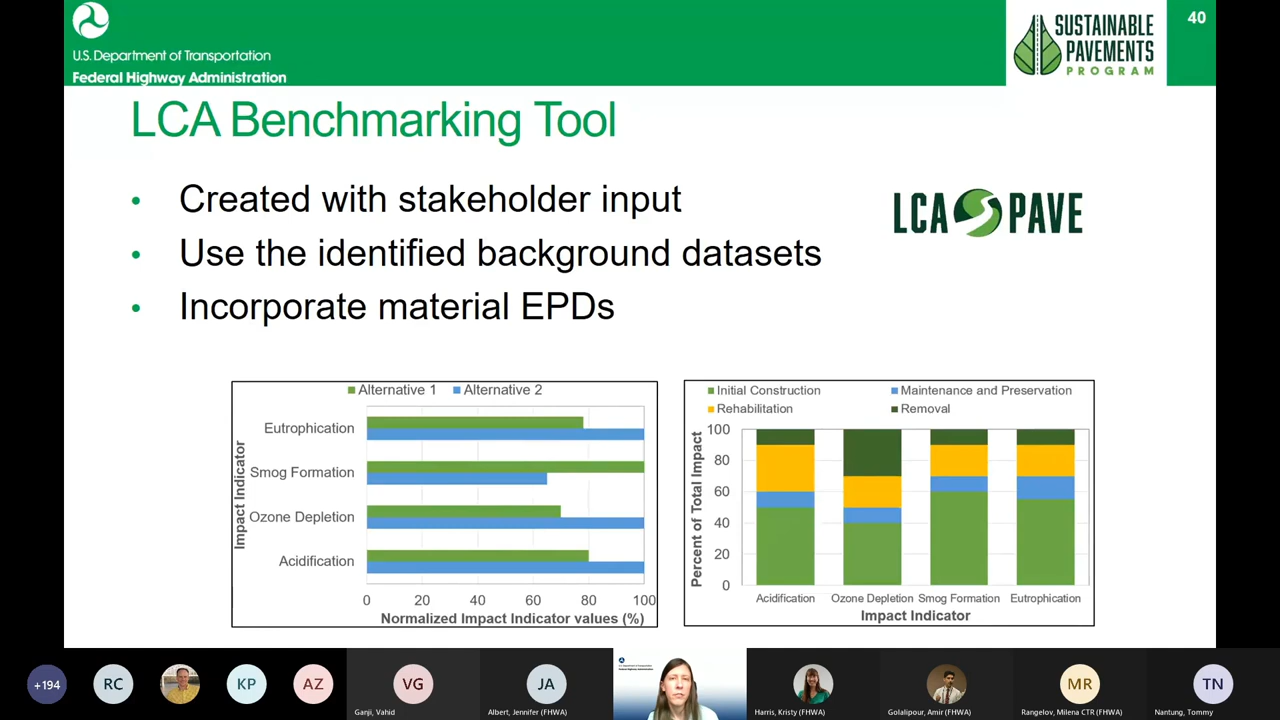 U.S. Department of Transportation
Federal Highway Administration
SUSTAINABLE
PAVEMENTS
PROGRAM
40
LCA Benchmarking Tool
• Created with stakeholder input
• Use the identified background datasets
• Incorporate material EPDs
LCA PAVE
Alternative 1 Alternative 2
Impact Indicator
Eutrophication
Smog Formation
Ozone Depletion
Acidification
0 20 40 60 80 100
Normalized Impact Indicator values (%)
Initial Construction Maintenance and Preservation
Rehabilitation Removal
Percent of Total Impact
100
80
60
40
20
0
Acidification Ozone Depletion Smog Formation Eutrophication
Impact Indicator
+194 RC KP AZ VG JA MR TN
Ganji, Vahid Albert, Jennifer (FHWA) Harris, Kristy (FHWA) Golalipour, Amir (FHWA) Rangelov, Milena CTR (FHWA) Nantung, Tommy